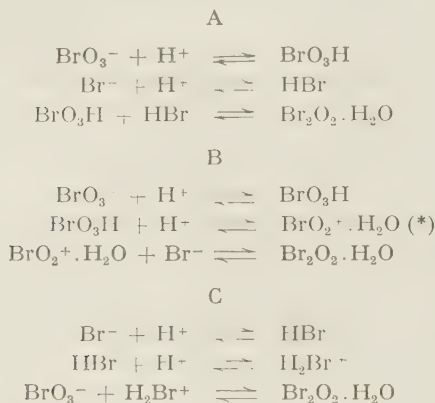 A
BrO₃⁻ + H⁺ ⇌ BrO₃H
Br⁻ + H⁺ ⇌ HBr
BrO₃H + HBr ⇌ Br₂O₂.H₂O
B
BrO₃ + H⁺ ⇌ BrO₃H
BrO₃H + H⁺ ⇌ BrO₂⁺.H₂O (*)
BrO₂⁺.H₂O + Br⁻ ⇌ Br₂O₂.H₂O
C
Br⁻ + H⁺ ⇌ HBr
HBr + H⁺ ⇌ H₂Br⁺
BrO₃⁻ + H₂Br⁺ ⇌ Br₂O₂.H₂O